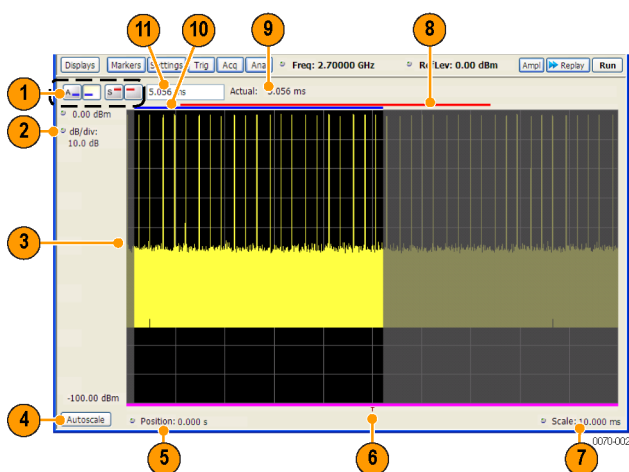 11 10 9 8
Displays Markers Settings Trig Acq Freq: 2.70000 GHz Lev: 0.00 dBm Ampl Replay Run
1 A S 5.056 ms Actual: 5.056 ms
0.00 dBm
2 dB/div:
10.0 dB
3
-100.00 dBm
T
4 Autoscale Position: 0.000 s Scale: 10.000 ms
0070-002
5 6 7